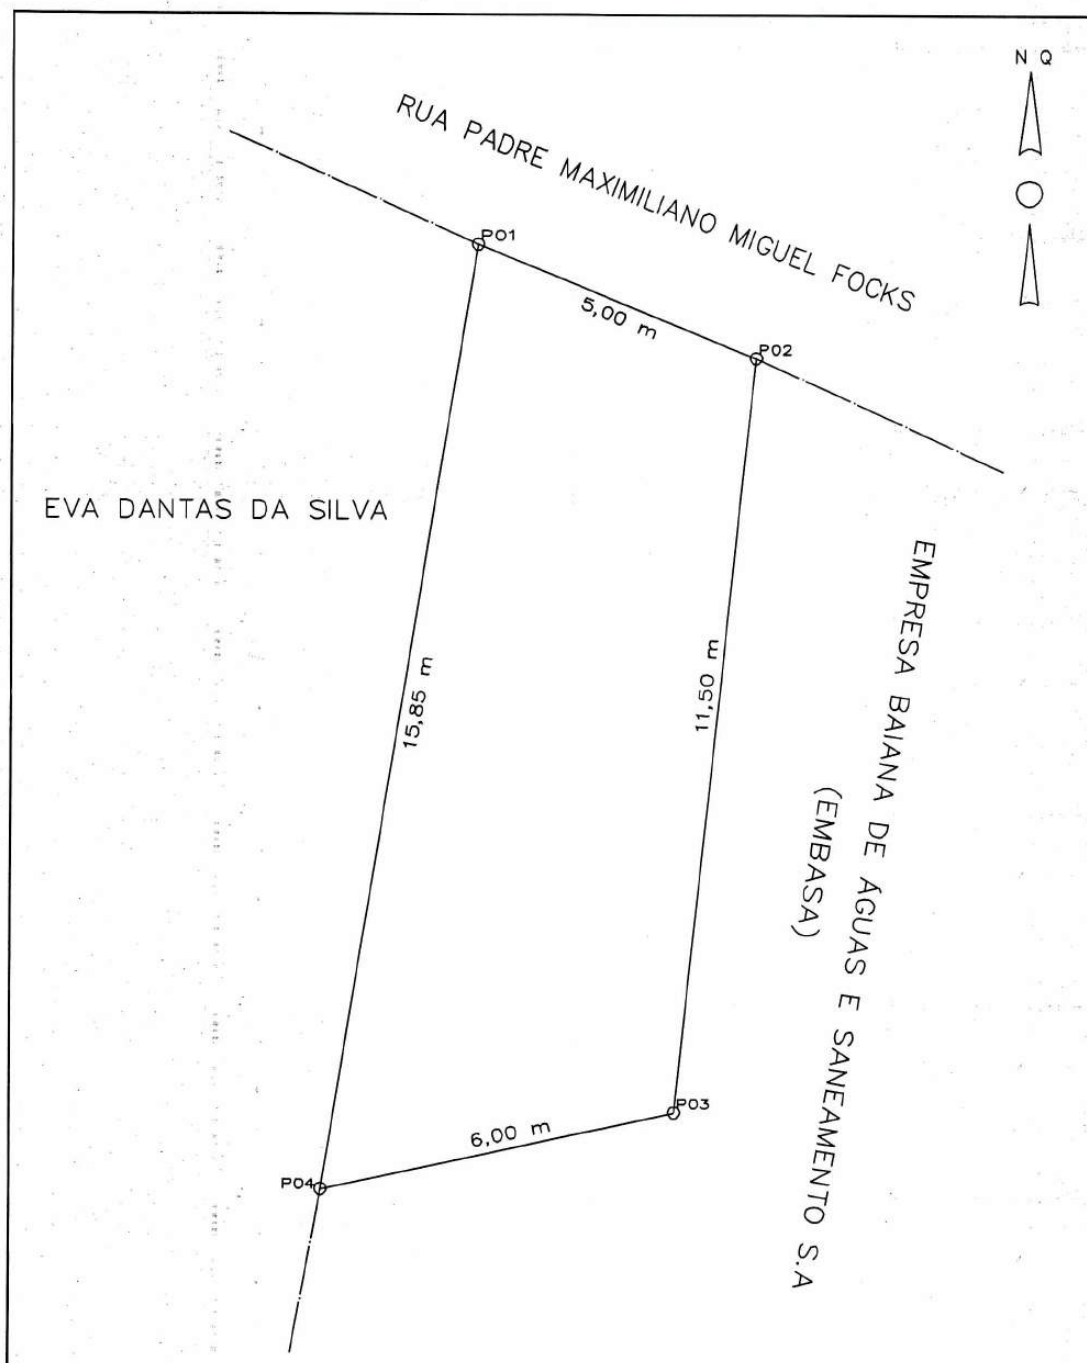 N Q
RUA PADRE MAXIMILIANO MIGUEL FOCKS
P01
5,00 m
P02
EVA DANTAS DA SILVA
15,85 m
11,50 m
EMPRESA BAIANA DE ÁGUAS E SANEAMENTO S.A
(EMBASA)
P03
6,00 m
P04